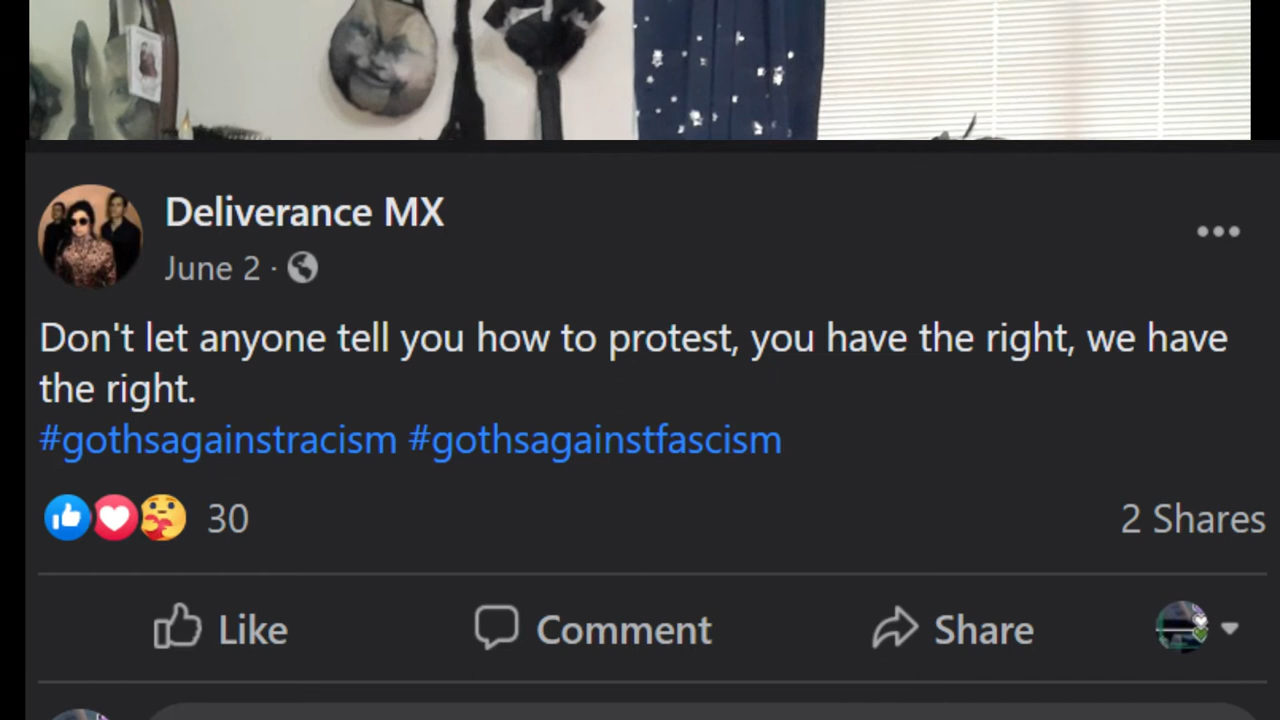 Deliverance MX
June 2 ·
Don't let anyone tell you how to protest, you have the right, we have
the right.
#gothsagainstracism #gothsagainstfascism
30
2 Shares
Like
Comment
Share